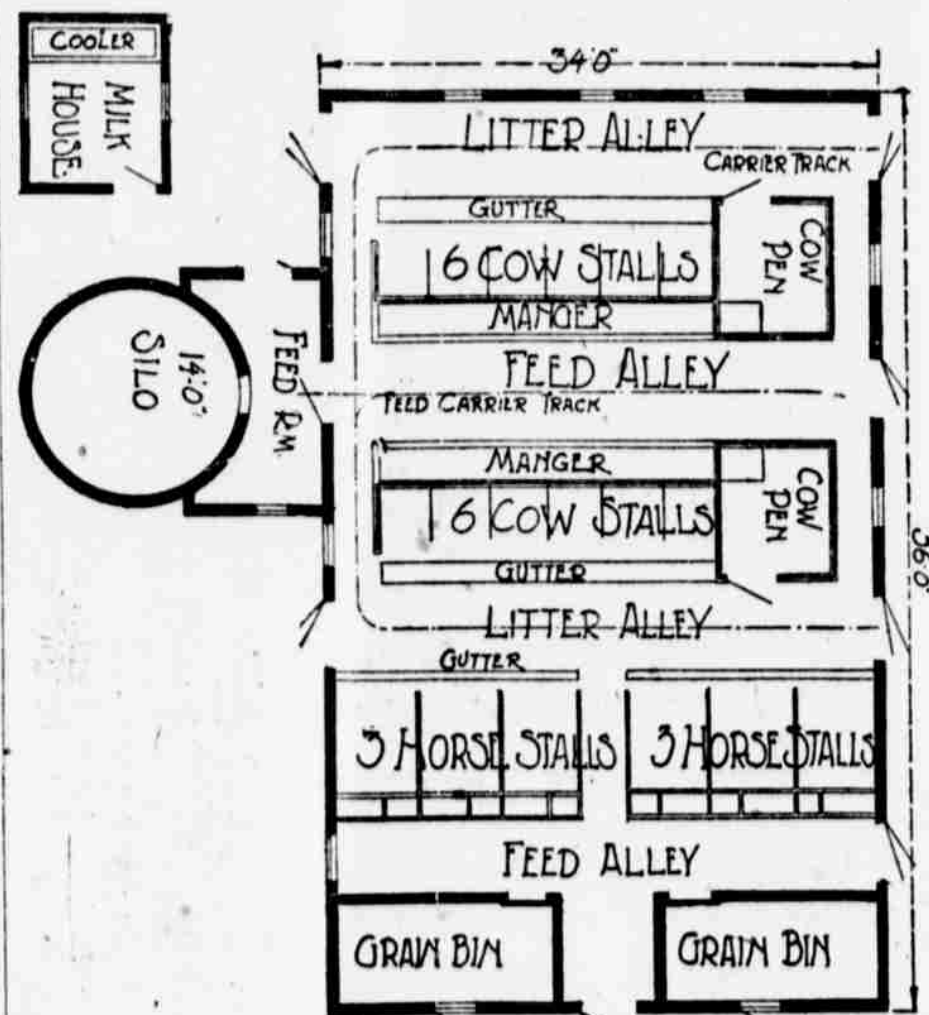 COOLER
MILK
HOUSE.
34'0"
LITTER ALLEY
CARRIER TRACK
GUTTER
6 COW STALLS
COW
PEN
MANGER
FEED ALLEY
14'-0"
SILO
FEED RM.
FEED CARRIER TRACK
MANGER
6 COW STALLS
COW
PEN
GUTTER
36'0"
LITTER ALLEY
GUTTER
3 HORSE STALLS
3 HORSE STALLS
FEED ALLEY
GRAIN BIN
GRAIN BIN